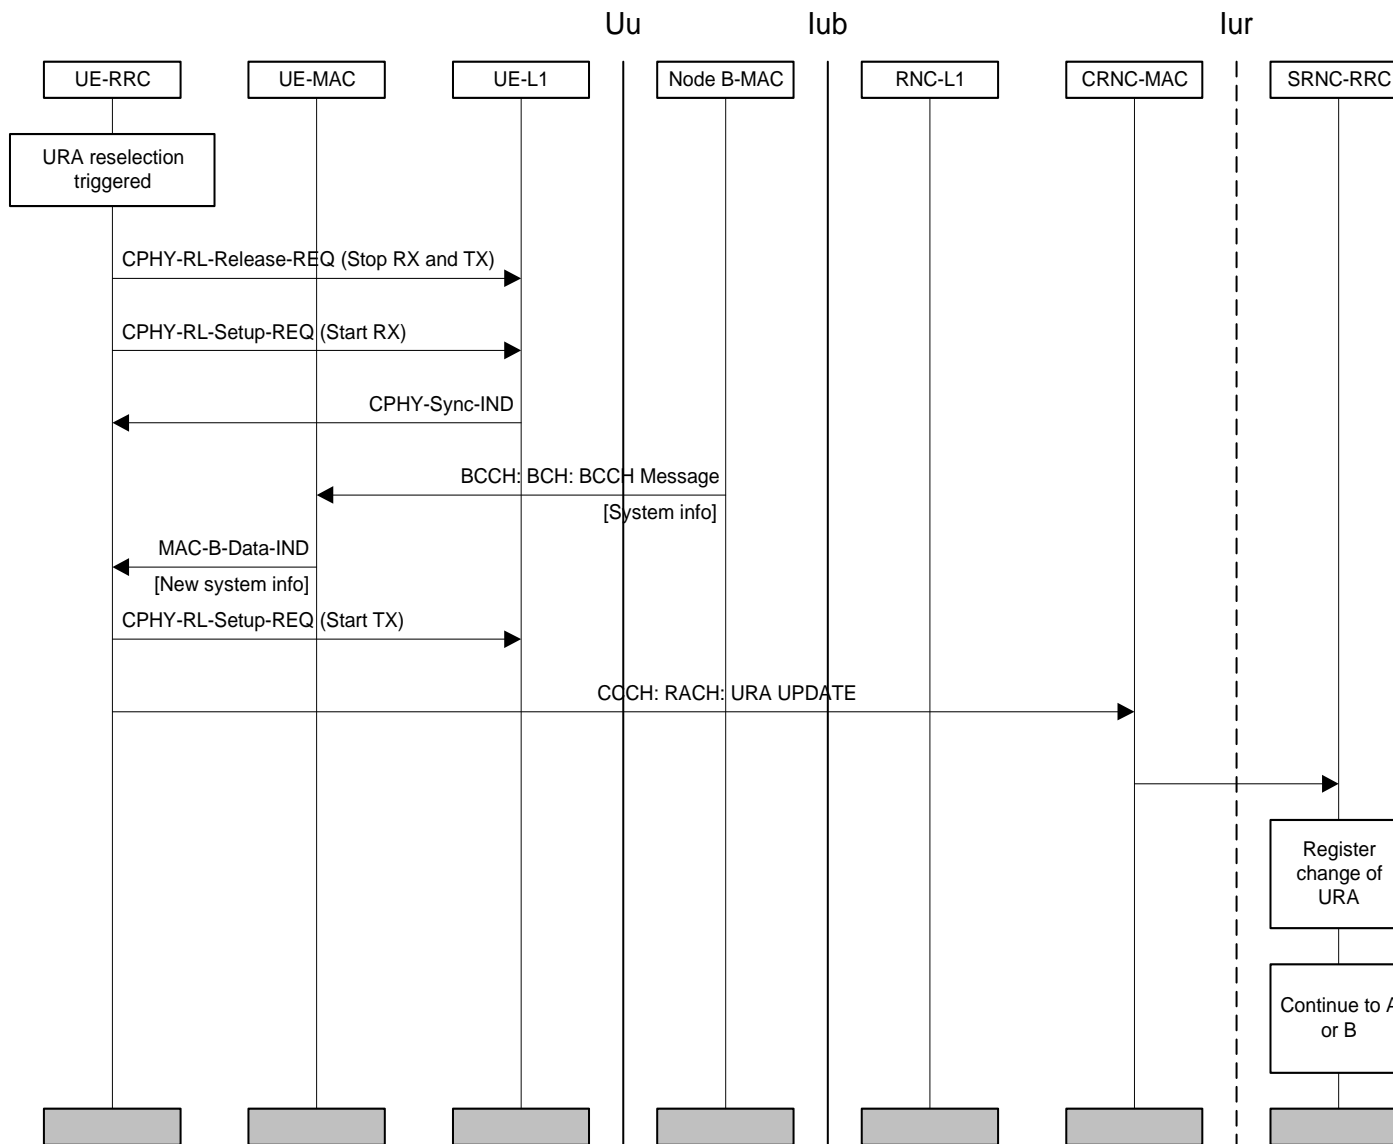 Uu
Iub
Iur
UE-RRC
UE-MAC
UE-L1
Node B-MAC
RNC-L1
CRNC-MAC
SRNC-RRC
URA reselection
triggered
CPHY-RL-Release-REQ (Stop RX and TX)
CPHY-RL-Setup-REQ (Start RX)
CPHY-Sync-IND
BCCH: BCH: BCCH Message
[System info]
MAC-B-Data-IND
[New system info]
CPHY-RL-Setup-REQ (Start TX)
CCCH: RACH: URA UPDATE
Register
change of
URA
Continue to A
or B